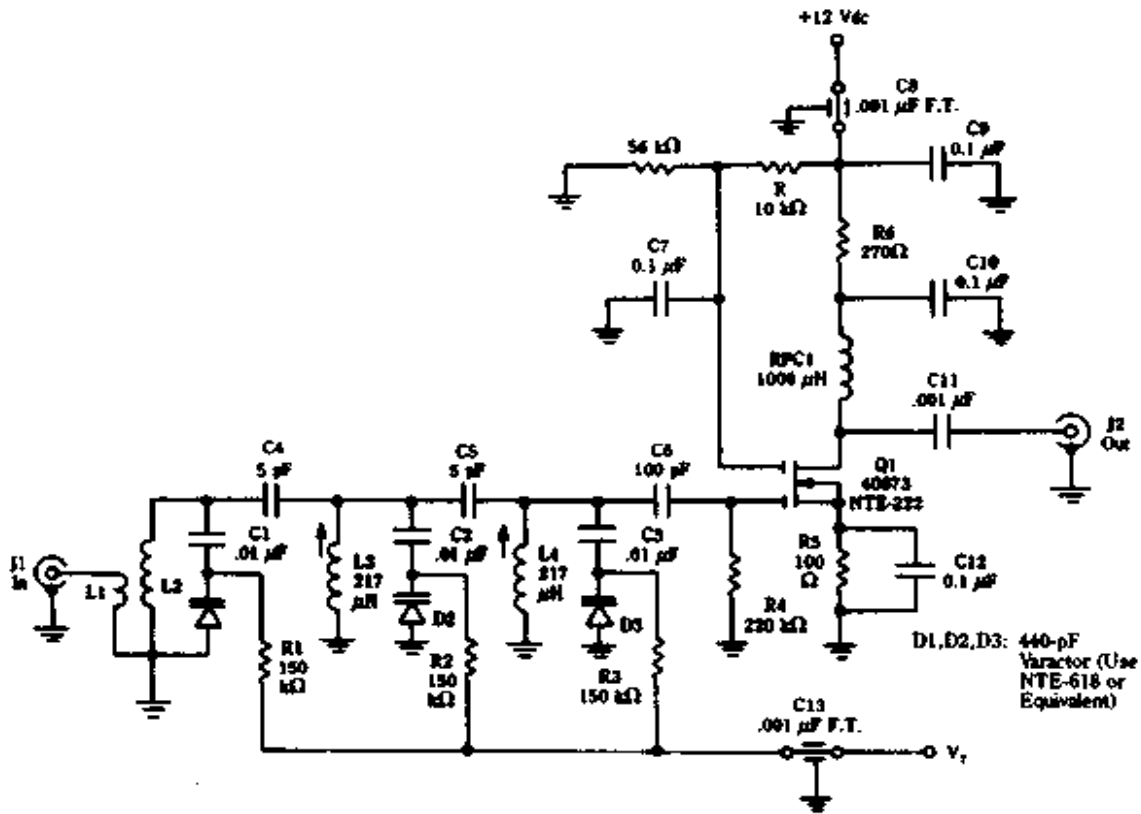 +12 Vdc
C8
.001 µF F.T.
C9
0.1 µF
56 kΩ
R
10 kΩ
R6
270Ω
C7
0.1 µF
C10
0.1 µF
RFC1
1000 µH
C11
.001 µF
J2
Out
C4
5 pF
C5
5 pF
C6
100 pF
Q1
40673
NTE-222
C1
.01 µF
C2
.01 µF
C3
.01 µF
J1
In
L1
L2
L3
217
µH
L4
217
µH
D2
D3
R5
100
Ω
C12
0.1 µF
R4
220 kΩ
R1
150
kΩ
R2
150
kΩ
R3
150 kΩ
D1,D2,D3: 440-pF
Varactor (Use
NTE-618 or
Equivalent)
C13
.001 µF F.T.